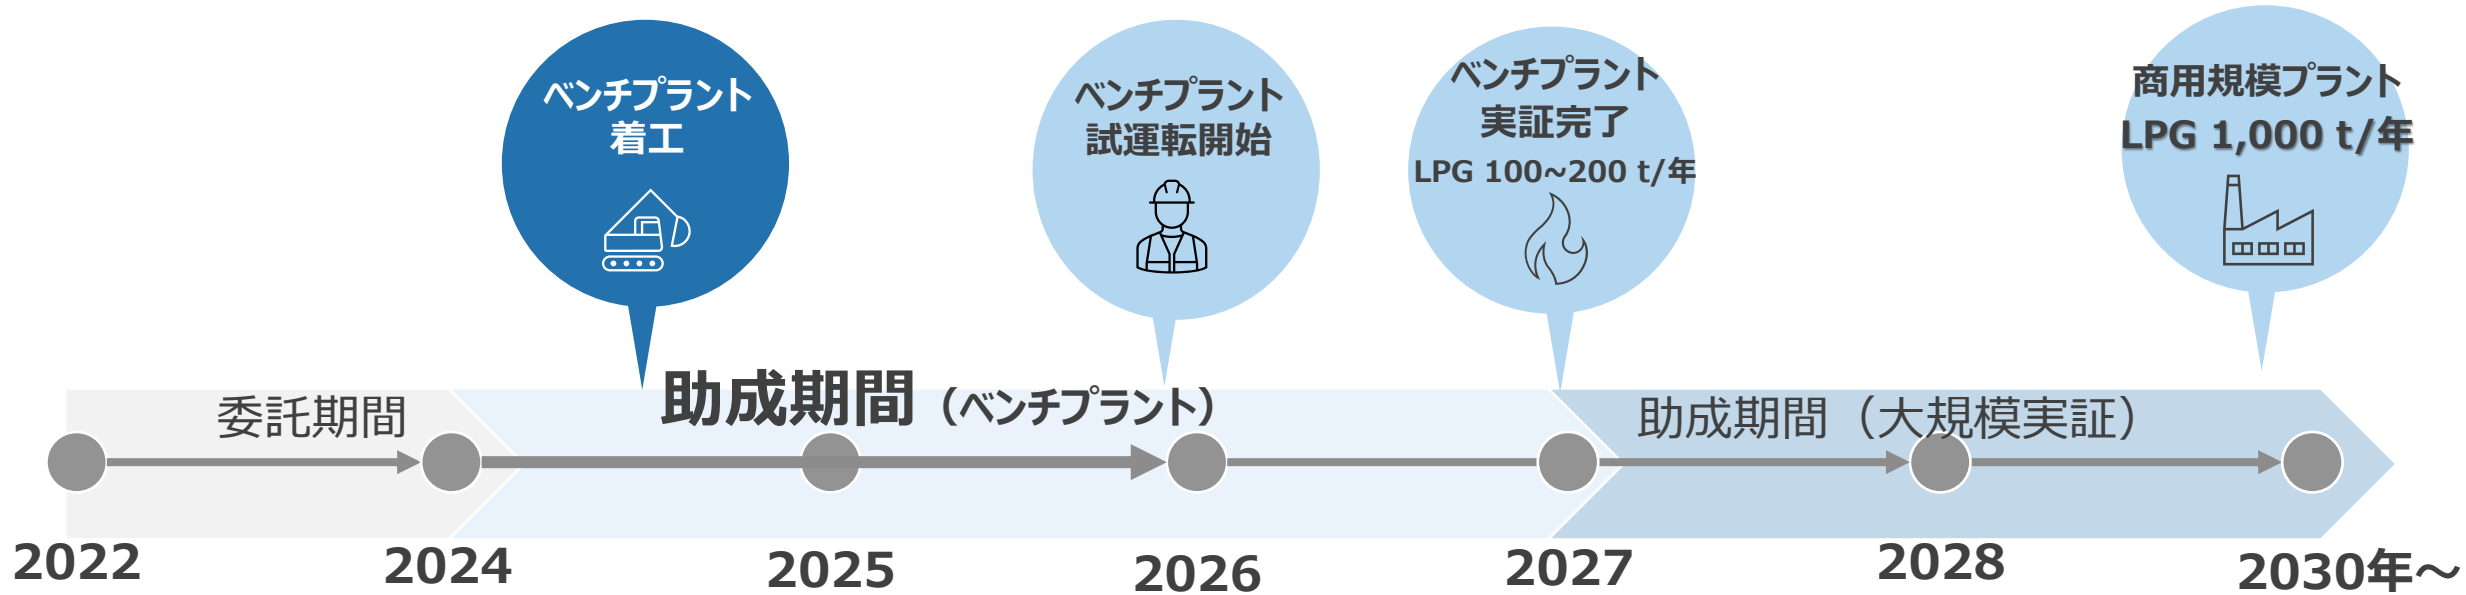 ベンチプラント
着工
ベンチプラント
試運転開始
ベンチプラント
実証完了
LPG 100~200 t/年
商用規模プラント
LPG 1,000 t/年
委託期間
助成期間（ベンチプラント）
助成期間（大規模実証）
2022
2024
2025
2026
2027
2028
2030年～